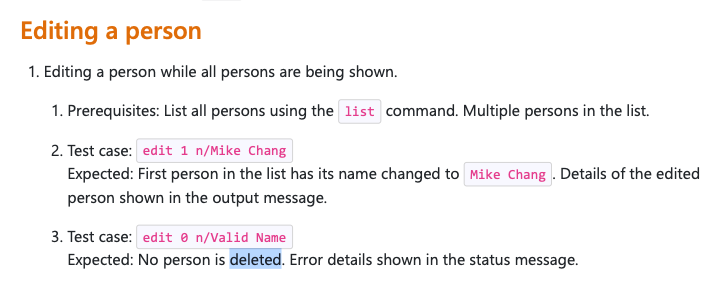 Editing a person
1. Editing a person while all persons are being shown.
1. Prerequisites: List all persons using the list command. Multiple persons in the list.
2. Test case: edit 1 n/Mike Chang
Expected: First person in the list has its name changed to Mike Chang. Details of the edited
person shown in the output message.
3. Test case: edit 0 n/Valid Name
Expected: No person is deleted. Error details shown in the status message.